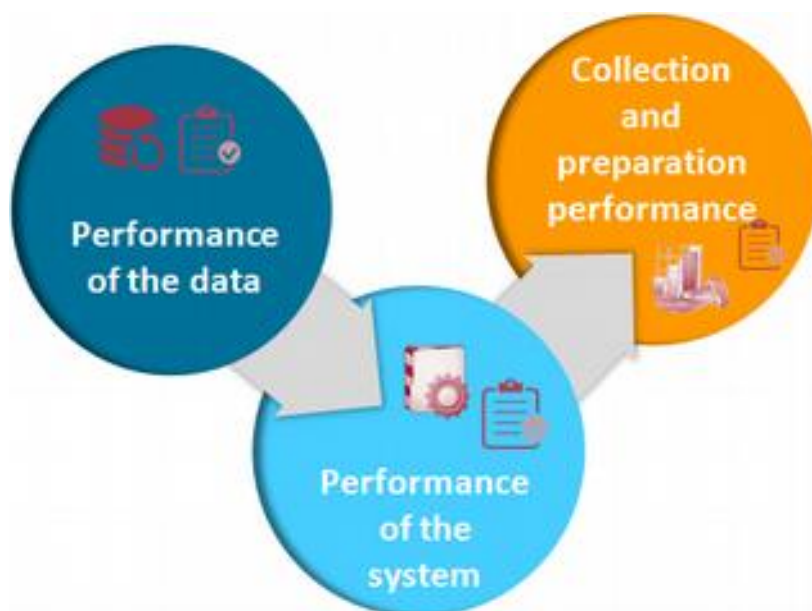 Performance
of the data
Performance
of the
system
Collection
and
preparation
performance